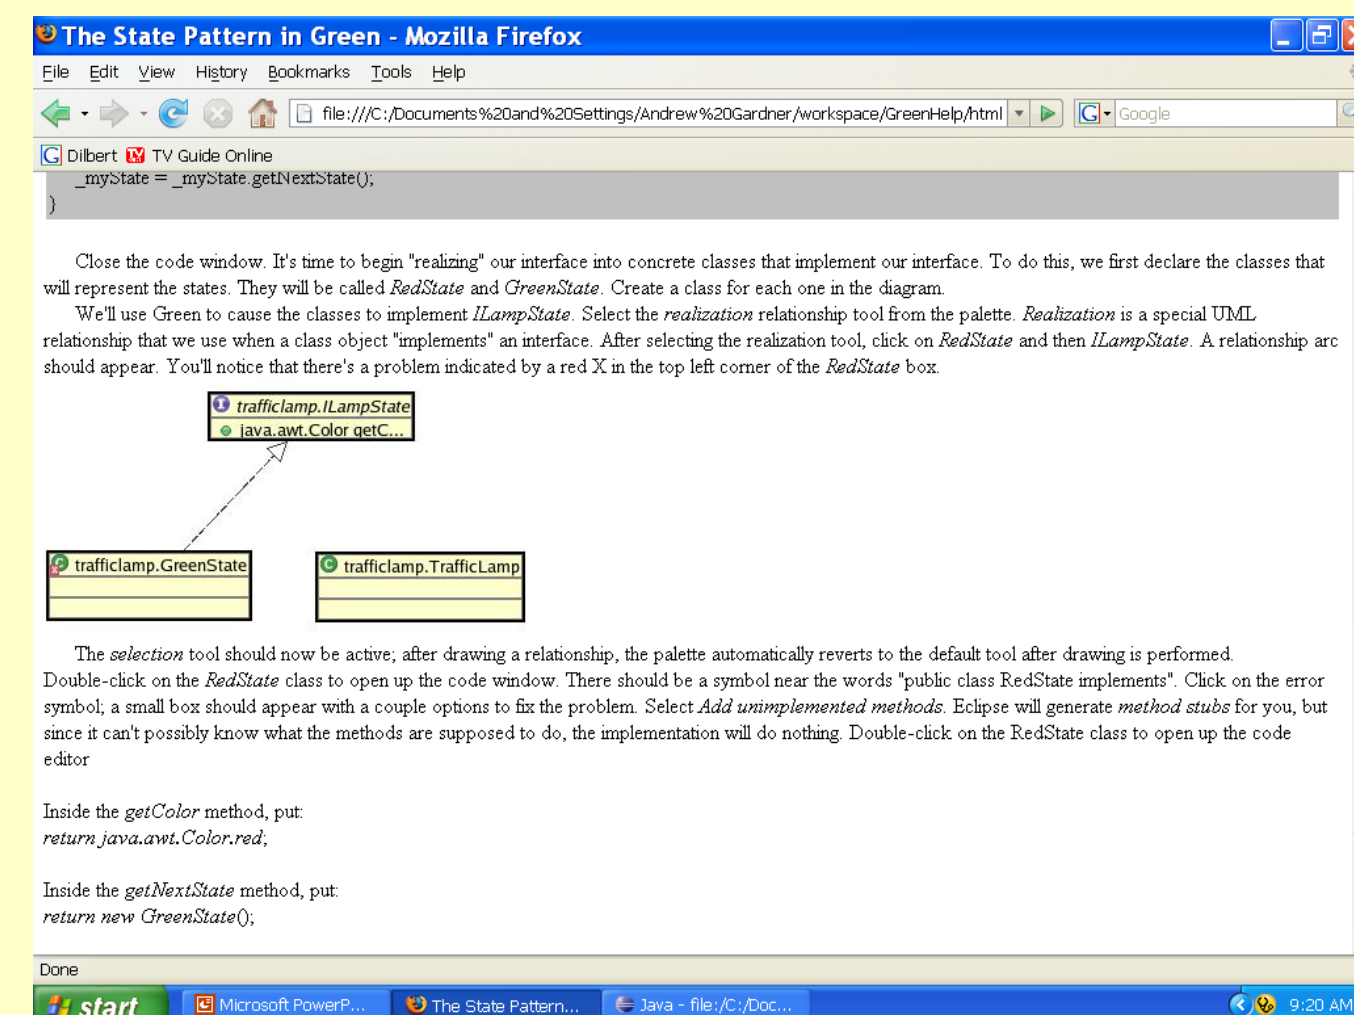 The State Pattern in Green - Mozilla Firefox
File Edit View History Bookmarks Tools Help
file:///C:/Documents%20and%20Settings/Andrew%20Gardner/workspace/GreenHelp/html
G Google
G Dilbert TV Guide Online
_myState = _myState.getNextState();
}
Close the code window. It's time to begin "realizing" our interface into concrete classes that implement our interface. To do this, we first declare the classes that
will represent the states. They will be called RedState and GreenState. Create a class for each one in the diagram.
We'll use Green to cause the classes to implement ILampState. Select the realization relationship tool from the palette. Realization is a special UML
relationship that we use when a class object "implements" an interface. After selecting the realization tool, click on RedState and then ILampState. A relationship arc
should appear. You'll notice that there's a problem indicated by a red X in the top left corner of the RedState box.
I trafficlamp.ILampState
java.awt.Color getC...
trafficlamp.GreenState
C trafficlamp.TrafficLamp
The selection tool should now be active; after drawing a relationship, the palette automatically reverts to the default tool after drawing is performed.
Double-click on the RedState class to open up the code window. There should be a symbol near the words "public class RedState implements". Click on the error
symbol; a small box should appear with a couple options to fix the problem. Select Add unimplemented methods. Eclipse will generate method stubs for you, but
since it can't possibly know what the methods are supposed to do, the implementation will do nothing. Double-click on the RedState class to open up the code
editor
Inside the getColor method, put:
return java.awt.Color.red;
Inside the getNextState method, put:
return new GreenState();
Done
start Microsoft PowerP... The State Pattern... Java - file:/C:/Doc... 9:20 AM